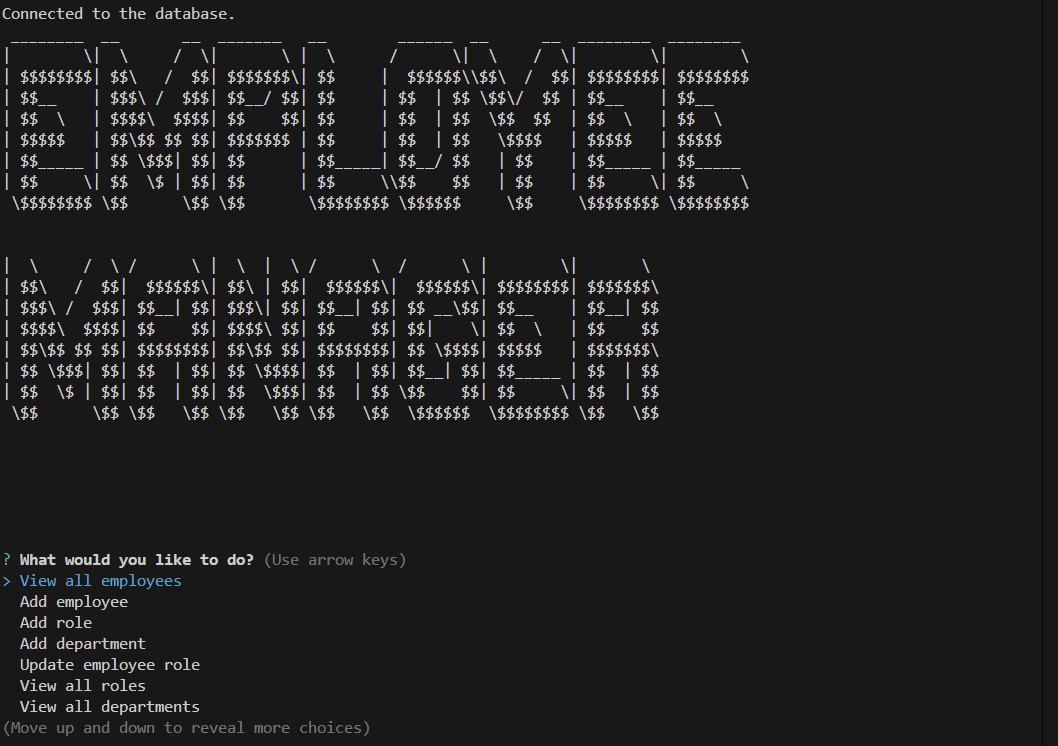 Connected to the database.
EMPLOYEE
MANAGER
? What would you like to do? (Use arrow keys)
> View all employees
Add employee
Add role
Add department
Update employee role
View all roles
View all departments
(Move up and down to reveal more choices)